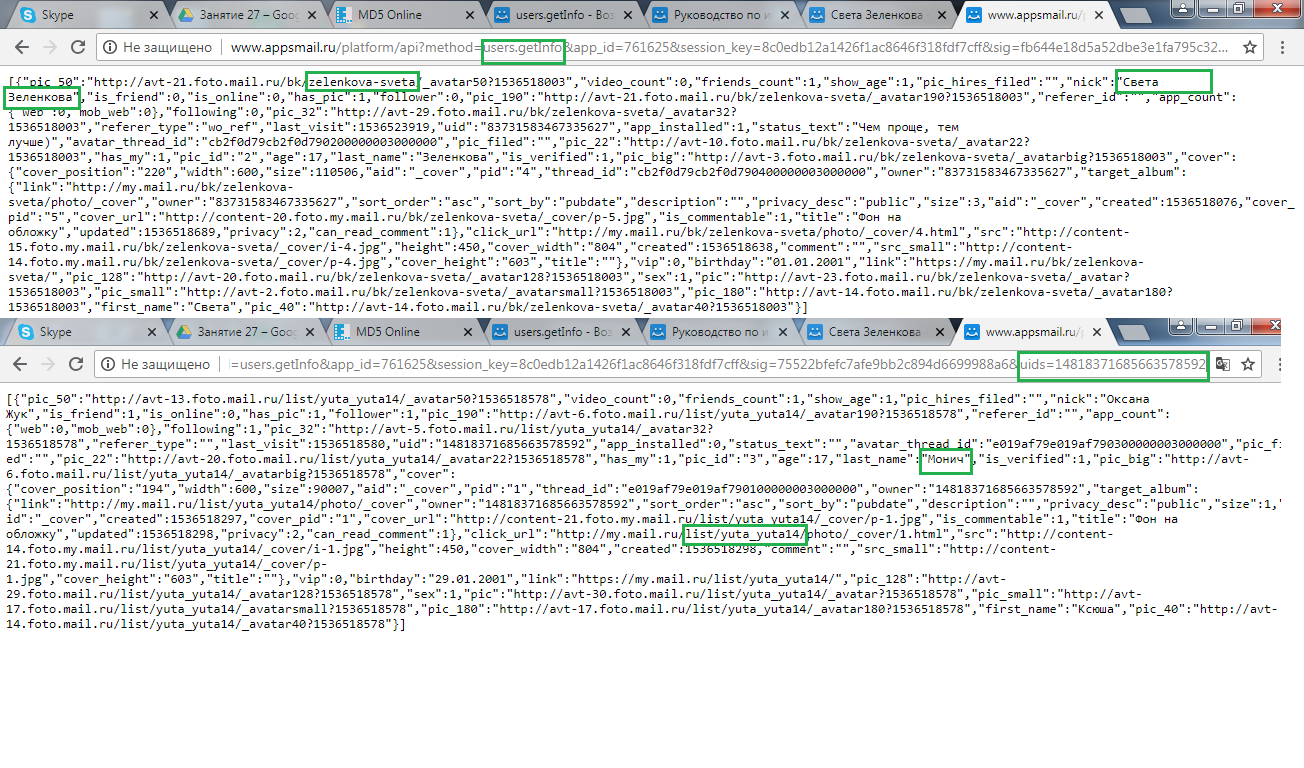 Skype Занятие 27 – Goo MD5 Online users.getInfo - Воз Руководство по и Света Зеленкова www.appsmail.ru/p
Не защищено www.appsmail.ru/platform/api?method=users.getInfo&app_id=761625&session_key=8c0edb12a1426f1ac8646f318fdf7cff&sig=fb644e18d5a52dbe3e1fa795c32...
[{"pic_50":"http://avt-21.foto.mail.ru/bk/zelenkova-sveta/_avatar50?1536518003","video_count":0,"friends_count":1,"show_age":1,"pic_hires_filed":"","nick":"Света
Зеленкова","is_friend":0,"is_online":0,"has_pic":1,"follower":0,"pic_190":"http://avt-21.foto.mail.ru/bk/zelenkova-sveta/_avatar190?1536518003","referer_id":"","app_count":
{"web":0,"mob_web":0},"following":0,"pic_32":"http://avt-29.foto.mail.ru/bk/zelenkova-sveta/_avatar32?
1536518003","referer_type":"wo_ref","last_visit":1536523919,"uid":"83731583467335627","app_installed":1,"status_text":"Чем проще, тем
лучше)","avatar_thread_id":"cb2f0d79cb2f0d790200000003000000","pic_filed":"","pic_22":"http://avt-10.foto.mail.ru/bk/zelenkova-sveta/_avatar22?
1536518003","has_my":1,"pic_id":"2","age":17,"last_name":"Зеленкова","is_verified":1,"pic_big":"http://avt-3.foto.mail.ru/bk/zelenkova-sveta/_avatarbig?1536518003","cover":
{"cover_position":"220","width":600,"size":110506,"aid":"_cover","pid":"4","thread_id":"cb2f0d79cb2f0d790400000003000000","owner":"83731583467335627","target_album":
{"link":"http://my.mail.ru/bk/zelenkova-
sveta/photo/_cover","owner":"83731583467335627","sort_order":"asc","sort_by":"pubdate","description":"","privacy_desc":"public","size":3,"aid":"_cover","created":1536518076,"cover_
pid":"5","cover_url":"http://content-20.foto.my.mail.ru/bk/zelenkova-sveta/_cover/p-5.jpg","is_commentable":1,"title":"Фон на
обложку","updated":1536518689,"privacy":2,"can_read_comment":1},"click_url":"http://my.mail.ru/bk/zelenkova-sveta/photo/_cover/4.html","src":"http://content-
15.foto.my.mail.ru/bk/zelenkova-sveta/_cover/i-4.jpg","height":450,"cover_width":"804","created":1536518638,"comment":"","src_small":"http://content-
14.foto.my.mail.ru/bk/zelenkova-sveta/_cover/p-4.jpg","cover_height":"603","title":""},"vip":0,"birthday":"01.01.2001","link":"https://my.mail.ru/bk/zelenkova-
sveta/","pic_128":"http://avt-20.foto.mail.ru/bk/zelenkova-sveta/_avatar128?1536518003","sex":1,"pic":"http://avt-23.foto.mail.ru/bk/zelenkova-sveta/_avatar?
1536518003","pic_small":"http://avt-2.foto.mail.ru/bk/zelenkova-sveta/_avatarsmall?1536518003","pic_180":"http://avt-14.foto.mail.ru/bk/zelenkova-sveta/_avatar180?
1536518003","first_name":"Света","pic_40":"http://avt-14.foto.mail.ru/bk/zelenkova-sveta/_avatar40?1536518003"}]
Skype Занятие 27 – Goo MD5 Online users.getInfo - Воз Руководство по и Света Зеленкова www.appsmail.ru/p
Не защищено =users.getInfo&app_id=761625&session_key=8c0edb12a1426f1ac8646f318fdf7cff&sig=75522bfefc7afe9bb2c894d6699988a6&uids=14818371685663578592
[{"pic_50":"http://avt-13.foto.mail.ru/list/yuta_yuta14/_avatar50?1536518578","video_count":0,"friends_count":1,"show_age":1,"pic_hires_filed":"","nick":"Оксана
Жук","is_friend":1,"is_online":0,"has_pic":1,"follower":1,"pic_190":"http://avt-6.foto.mail.ru/list/yuta_yuta14/_avatar190?1536518578","referer_id":"","app_count":
{"web":0,"mob_web":0},"following":1,"pic_32":"http://avt-5.foto.mail.ru/list/yuta_yuta14/_avatar32?
1536518578","referer_type":"","last_visit":1536518580,"uid":"14818371685663578592","app_installed":0,"status_text":"","avatar_thread_id":"e019af79e019af790300000003000000","pic_fi
ed":"","pic_22":"http://avt-20.foto.mail.ru/list/yuta_yuta14/_avatar22?1536518578","has_my":1,"pic_id":"3","age":17,"last_name":"Монич","is_verified":1,"pic_big":"http://avt-
6.foto.mail.ru/list/yuta_yuta14/_avatarbig?1536518578","cover":
{"cover_position":"194","width":600,"size":90007,"aid":"_cover","pid":"1","thread_id":"e019af79e019af790100000003000000","owner":"14818371685663578592","target_album":
{"link":"http://my.mail.ru/list/yuta_yuta14/photo/_cover","owner":"14818371685663578592","sort_order":"asc","sort_by":"pubdate","description":"","privacy_desc":"public","size":1,"
id":"_cover","created":1536518297,"cover_pid":"1","cover_url":"http://content-21.foto.my.mail.ru/list/yuta_yuta14/_cover/p-1.jpg","is_commentable":1,"title":"Фон на
обложку","updated":1536518298,"privacy":2,"can_read_comment":1},"click_url":"http://my.mail.ru/list/yuta_yuta14/photo/_cover/1.html","src":"http://content-
14.foto.my.mail.ru/list/yuta_yuta14/_cover/i-1.jpg","height":450,"cover_width":"804","created":1536518298,"comment":"","src_small":"http://content-
21.foto.my.mail.ru/list/yuta_yuta14/_cover/p-
1.jpg","cover_height":"603","title":""},"vip":0,"birthday":"29.01.2001","link":"https://my.mail.ru/list/yuta_yuta14/","pic_128":"http://avt-
29.foto.mail.ru/list/yuta_yuta14/_avatar128?1536518578","sex":1,"pic":"http://avt-30.foto.mail.ru/list/yuta_yuta14/_avatar?1536518578","pic_small":"http://avt-
17.foto.mail.ru/list/yuta_yuta14/_avatarsmall?1536518578","pic_180":"http://avt-17.foto.mail.ru/list/yuta_yuta14/_avatar180?1536518578","first_name":"Ксюша","pic_40":"http://avt-
14.foto.mail.ru/list/yuta_yuta14/_avatar40?1536518578"}]